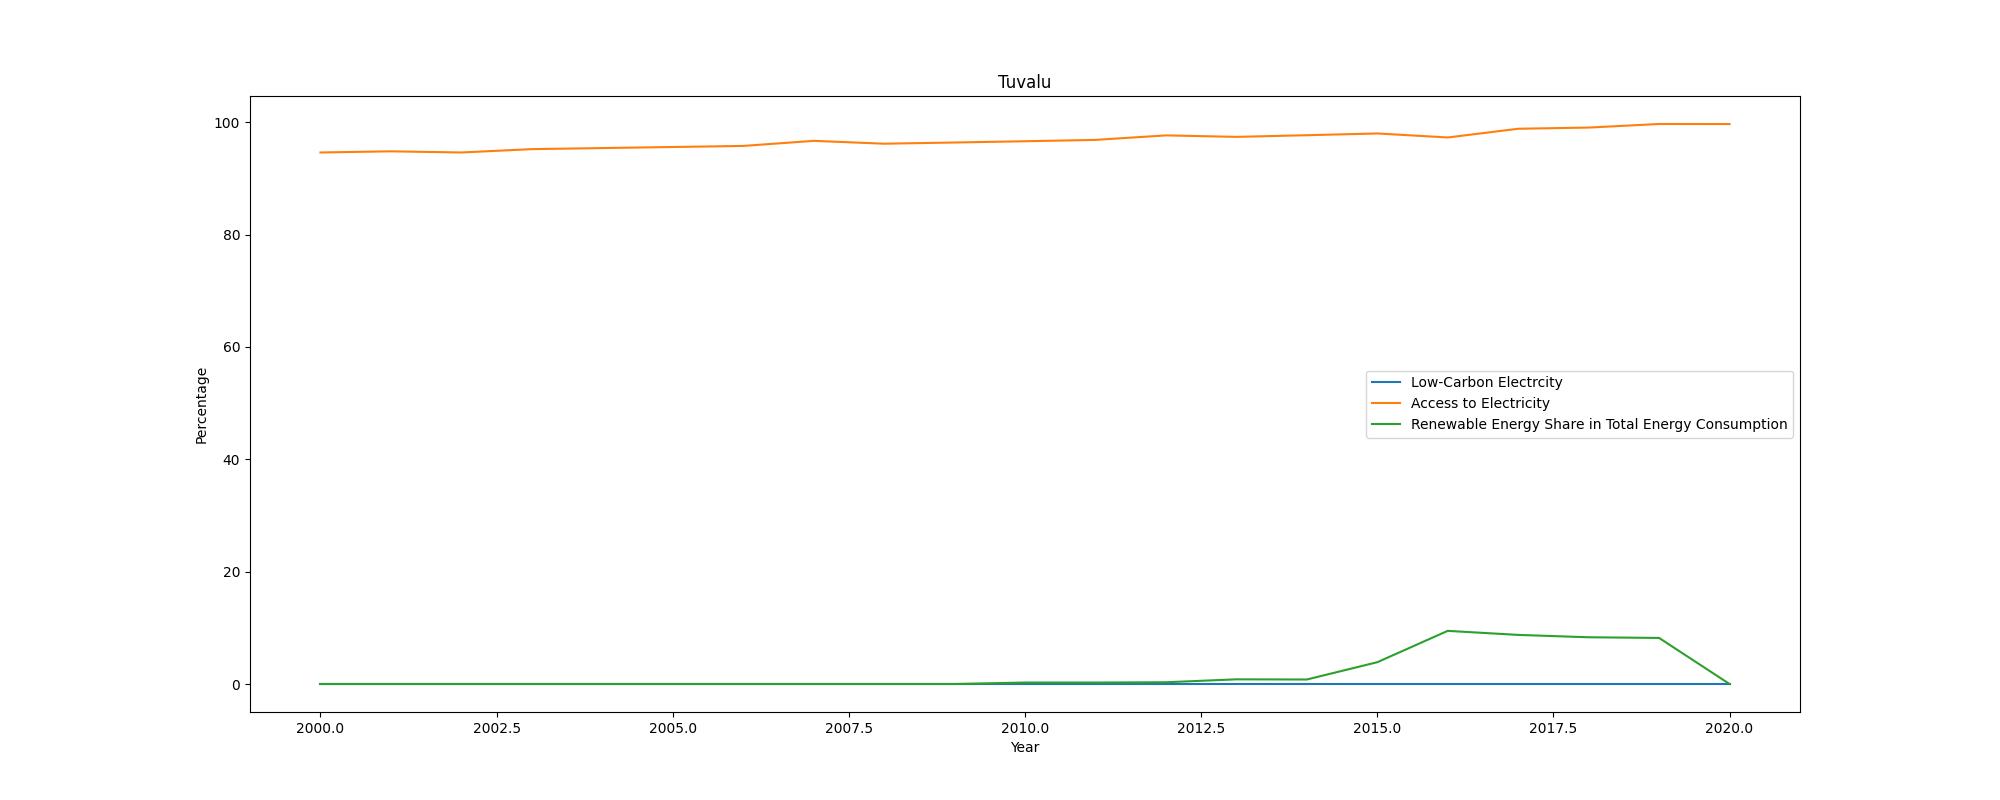 Tuvalu
100
80
60
40
20
0
Percentage
Low-Carbon Electrcity
Access to Electricity
Renewable Energy Share in Total Energy Consumption
2000.0 2002.5 2005.0 2007.5 2010.0 2012.5 2015.0 2017.5 2020.0
Year